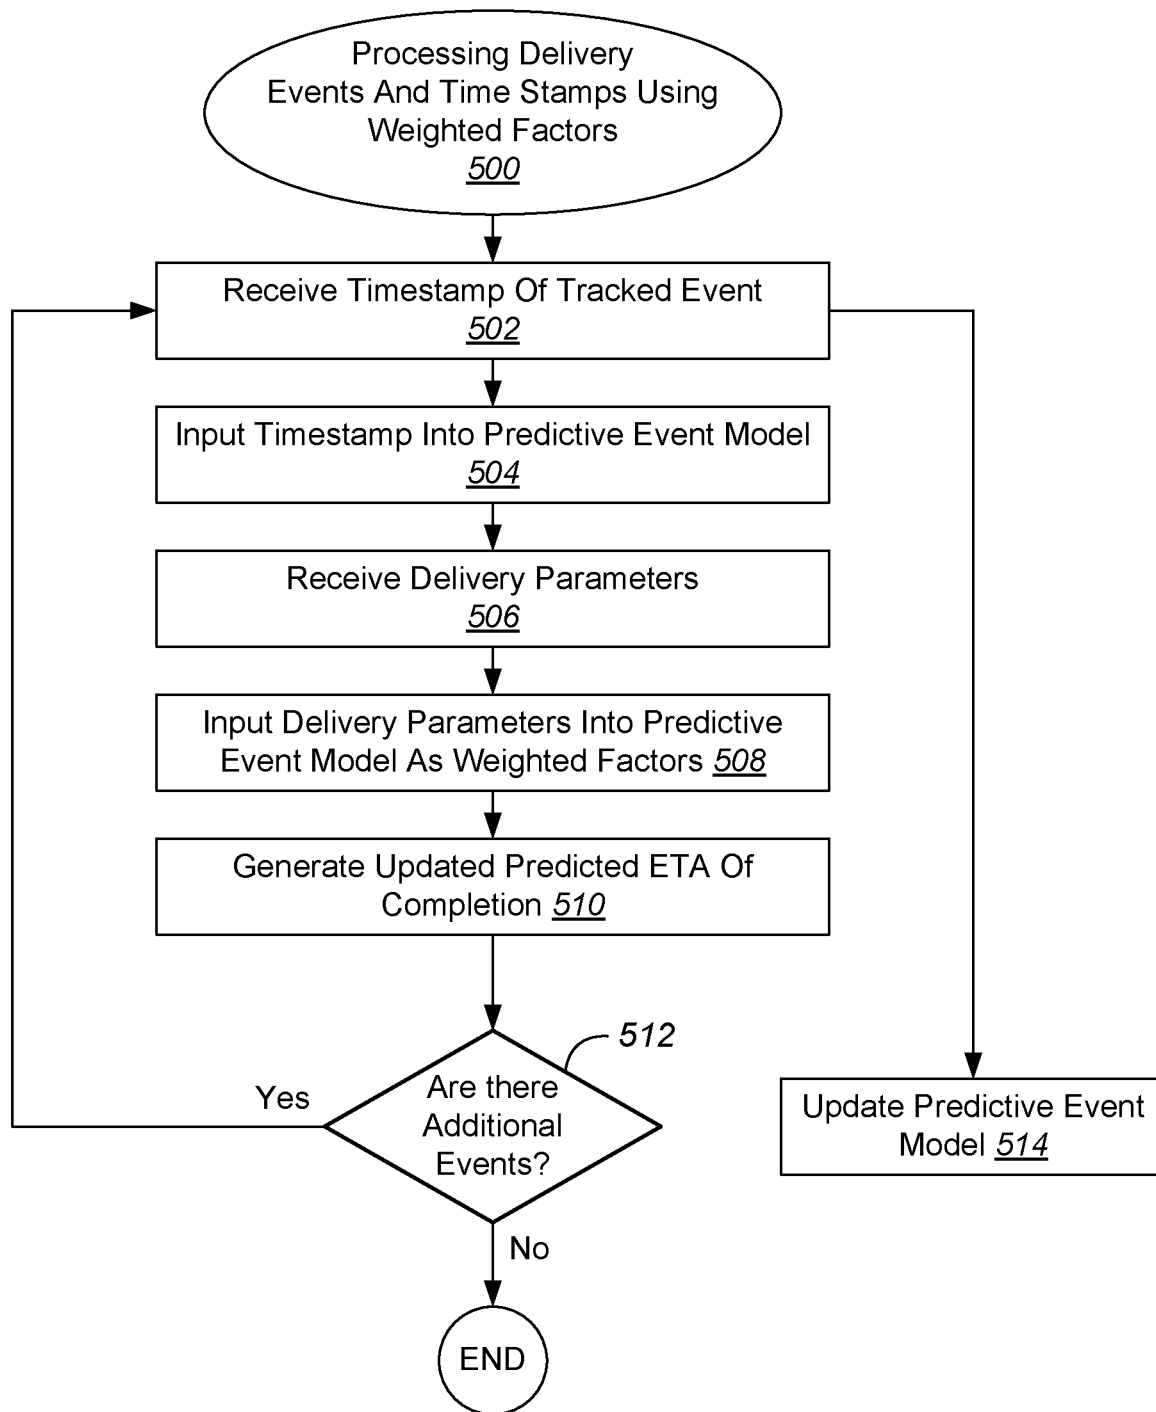 Processing Delivery
Events And Time Stamps Using
Weighted Factors
500
Receive Timestamp Of Tracked Event
502
Input Timestamp Into Predictive Event Model
504
Receive Delivery Parameters
506
Input Delivery Parameters Into Predictive
Event Model As Weighted Factors 508
Generate Updated Predicted ETA Of
Completion 510
512
Yes
Are there
Additional
Events?
Update Predictive Event
Model 514
No
END